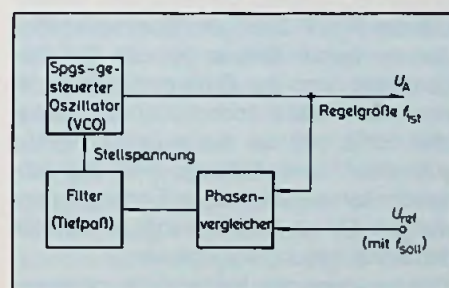 Spgs-ge-
steuerter
Oszillator
(VCO)
U_A
Regelgröße f_ist
Stellspannung
Filter
(Tiefpaß)
Phasen-
vergleicher
U_ref
(mit f_soll)